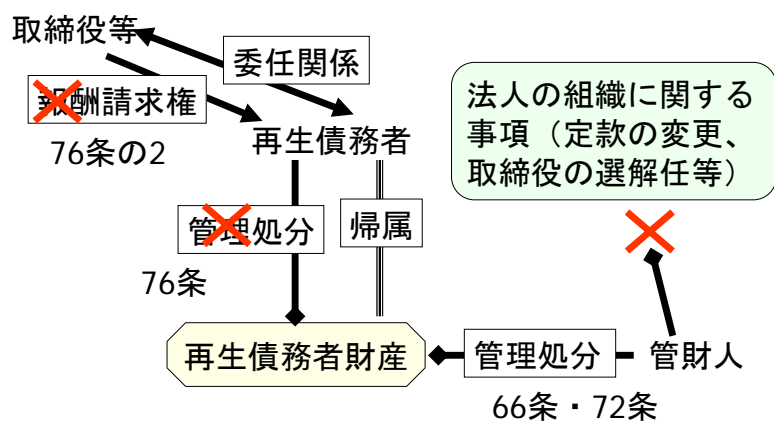 取締役等
委任関係
報酬請求権
76条の2
再生債務者
法人の組織に関する
事項（定款の変更、
取締役の選解任等）
管理処分
帰属
76条
再生債務者財産
管理処分
管財人
66条・72条